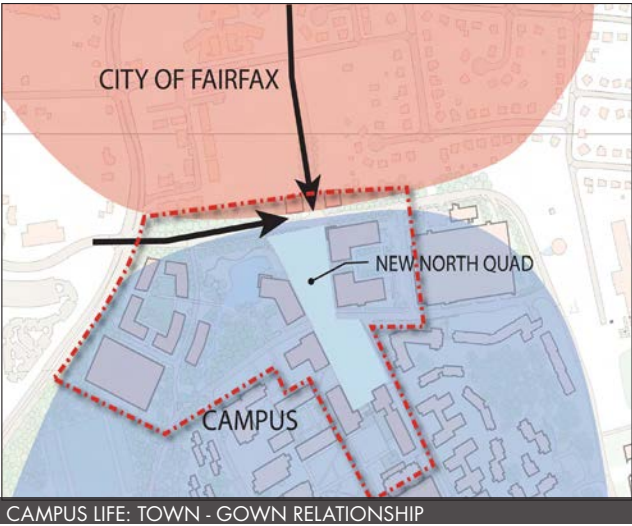 CITY OF FAIRFAX
NEW NORTH QUAD
CAMPUS
CAMPUS LIFE: TOWN - GOWN RELATIONSHIP